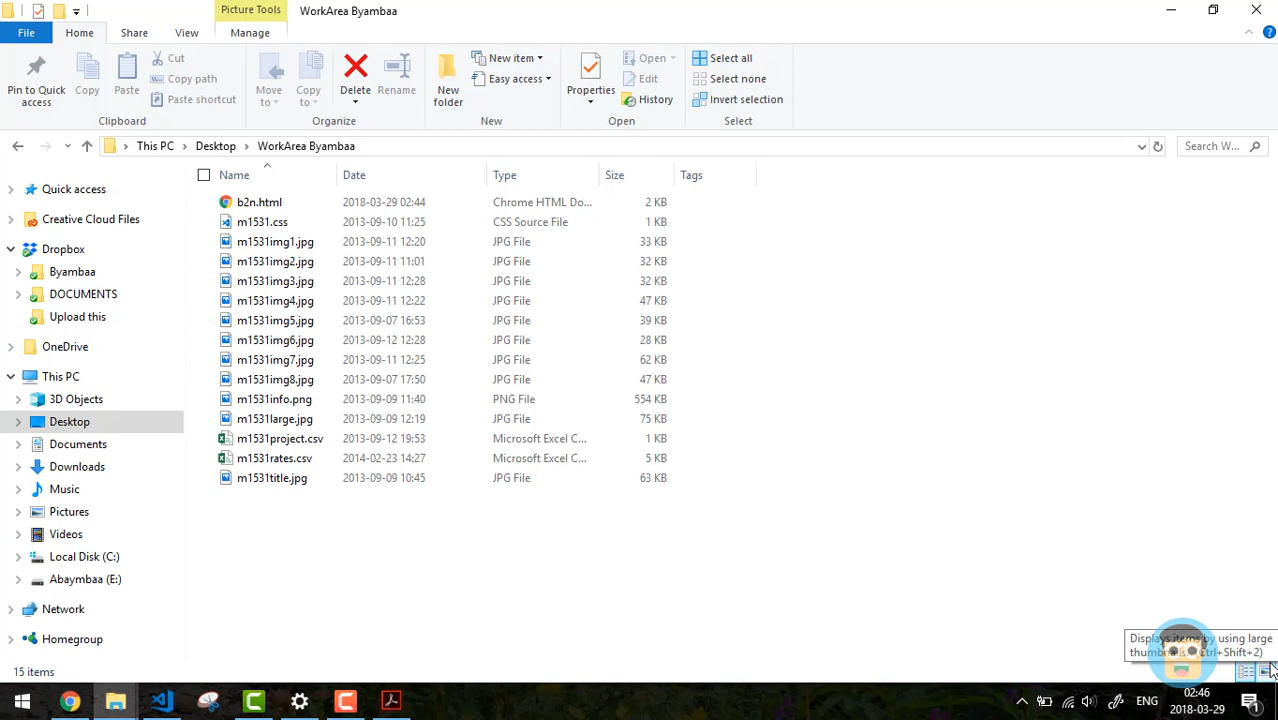 Picture Tools
WorkArea Byambaa
File
Home
Share
View
Manage
Pin to Quick access
Copy
Paste
Cut
Copy path
Paste shortcut
Clipboard
Move to
Copy to
Delete
Rename
Organize
New folder
New item
Easy access
New
Properties
Open
Edit
History
Open
Select all
Select none
Invert selection
Select
This PC > Desktop > WorkArea Byambaa
Search W...
Name Date Type Size Tags
b2n.html 2018-03-29 02:44 Chrome HTML Do... 2 KB
m1531.css 2013-09-10 11:25 CSS Source File 1 KB
m1531img1.jpg 2013-09-11 12:20 JPG File 33 KB
m1531img2.jpg 2013-09-11 11:01 JPG File 32 KB
m1531img3.jpg 2013-09-11 12:28 JPG File 32 KB
m1531img4.jpg 2013-09-11 12:22 JPG File 47 KB
m1531img5.jpg 2013-09-07 16:53 JPG File 39 KB
m1531img6.jpg 2013-09-12 12:28 JPG File 28 KB
m1531img7.jpg 2013-09-11 12:25 JPG File 62 KB
m1531img8.jpg 2013-09-07 17:50 JPG File 47 KB
m1531info.png 2013-09-09 11:40 PNG File 554 KB
m1531large.jpg 2013-09-09 12:19 JPG File 75 KB
m1531project.csv 2013-09-12 19:53 Microsoft Excel C... 1 KB
m1531rates.csv 2014-02-23 14:27 Microsoft Excel C... 5 KB
m1531title.jpg 2013-09-09 10:45 JPG File 63 KB
Quick access
Creative Cloud Files
Dropbox
Byambaa
DOCUMENTS
Upload this
OneDrive
This PC
3D Objects
Desktop
Documents
Downloads
Music
Pictures
Videos
Local Disk (C:)
Abaymbaa (E:)
Network
Homegroup
Displays items by using large
(Ctrl+Shift+2)
15 items
ENG
02:46
2018-03-29
1